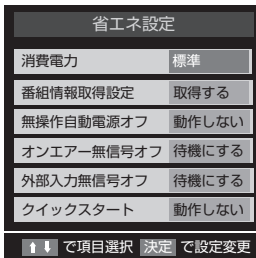 省エネ設定
消費電力 標準
番組情報取得設定 取得する
無操作自動電源オフ 動作しない
オンエアー無信号オフ 待機にする
外部入力無信号オフ 待機にする
クイックスタート 動作しない
⬆⬇ で項目選択 決定 で設定変更